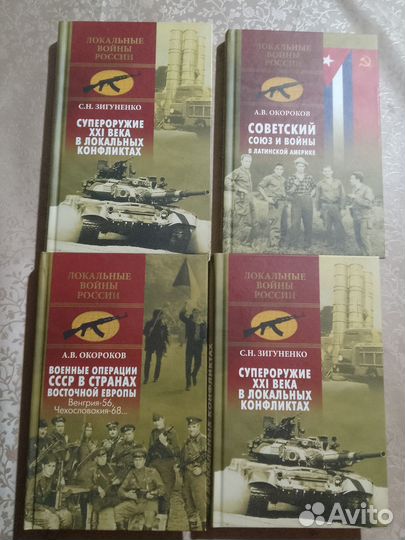 ЛОКАЛЬНЫЕ
ВОЙНЫ
РОССИИ
С.Н. ЗИГУНЕНКО
СУПЕРОРУЖИЕ
XXI ВЕКА
В ЛОКАЛЬНЫХ
КОНФЛИКТАХ
ЛОКАЛЬНЫЕ
ВОЙНЫ
РОССИИ
А.В. ОКОРОКОВ
СОВЕТСКИЙ
СОЮЗ И ВОЙНЫ
В ЛАТИНСКОЙ АМЕРИКЕ
ЛОКАЛЬНЫЕ
ВОЙНЫ
РОССИИ
А.В. ОКОРОКОВ
ВОЕННЫЕ ОПЕРАЦИИ
СССР В СТРАНАХ
ВОСТОЧНОЙ ЕВРОПЫ
Венгрия-56,
Чехословакия-68...
ЛОКАЛЬНЫЕ
ВОЙНЫ
РОССИИ
С.Н. ЗИГУНЕНКО
СУПЕРОРУЖИЕ
XXI ВЕКА
В ЛОКАЛЬНЫХ
КОНФЛИКТАХ
Avito